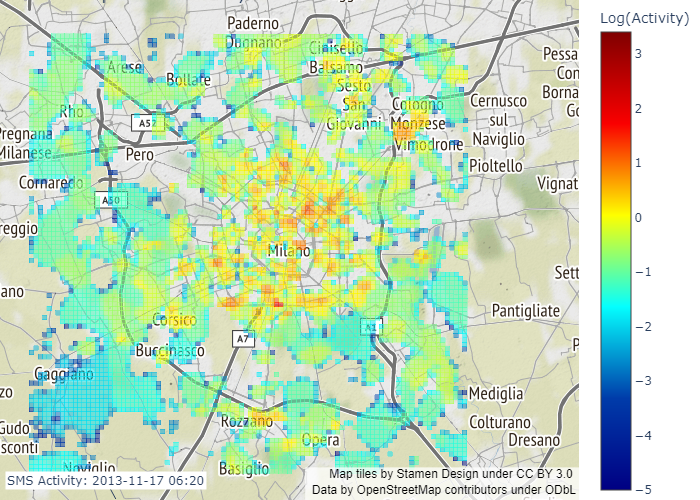 Log(Activity)
3
2
1
0
−1
−2
−3
−4
−5
Paderno
Dugnano
Cinisello
Balsamo
Arese
Bollate
Sesto
San
Giovanni
Rho
Cologno
Monzese
Cernusco
sul
Naviglio
Pessa
Borna
A52
Pregnana
Milanese
Pero
Vimodrone
Pioltello
Cornaredo
Vignat
A50
reggio
Milano
Sett
ano
Pantigliate
Corsico
A1
A7
Buccinasco
Gaggiano
Mediglia
Rozzano
Colturano
Gudo
sconti
Opera
Dresano
Noviglio
Basiglio
SMS Activity: 2013-11-17 06:20
Map tiles by Stamen Design under CC BY 3.0
Data by OpenStreetMap contributors under ODbL